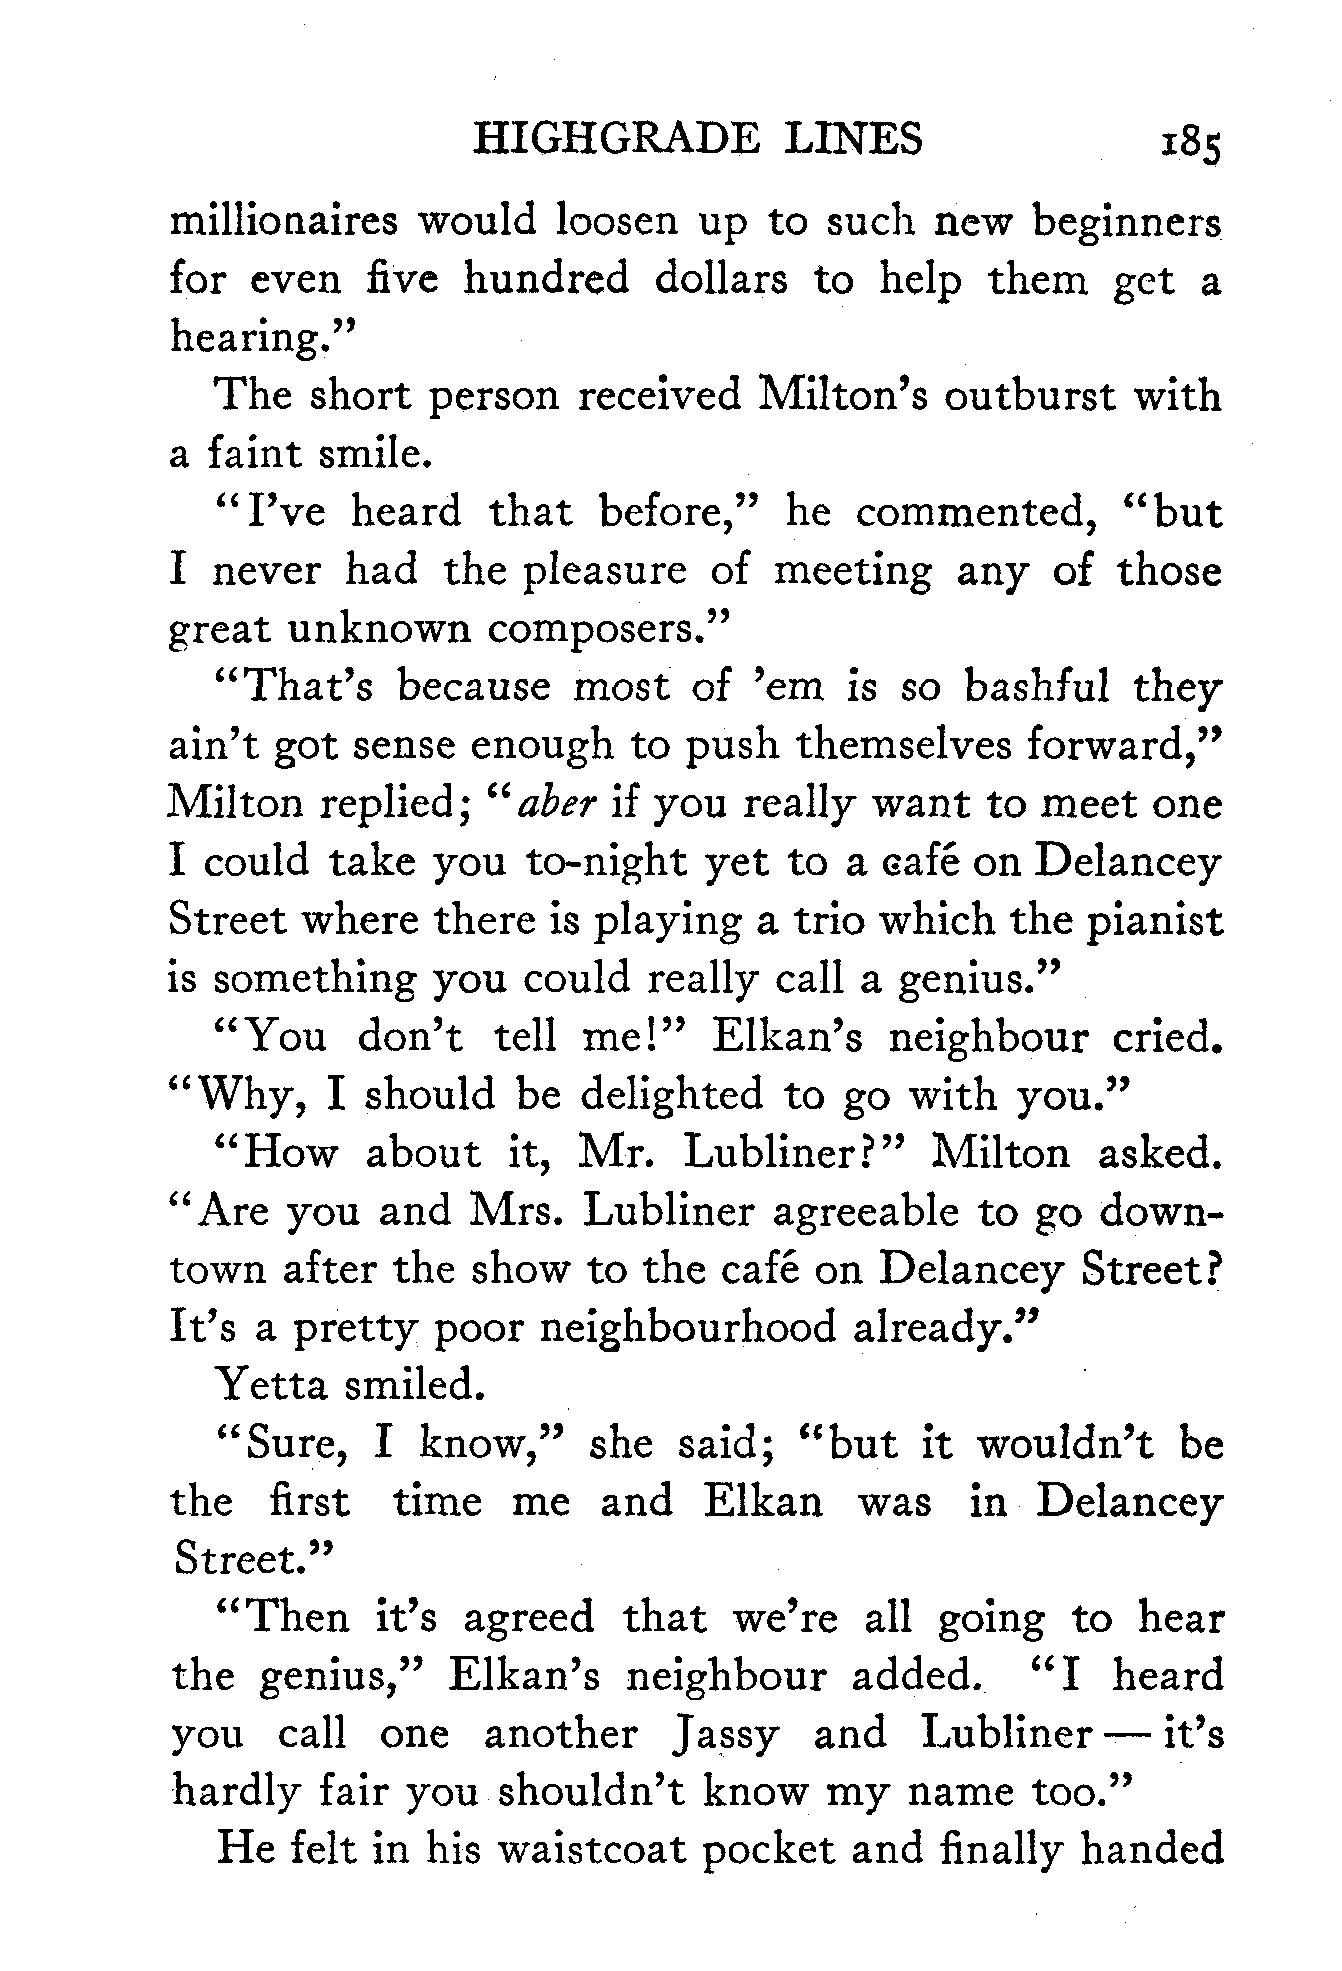 HIGHGRADE LINES 185
millionaires would loosen up to such new beginners
for even five hundred dollars to help them get a
hearing.”
The short person received Milton’s outburst with
a faint smile.
“I’ve heard that before,” he commented, “but
I never had the pleasure of meeting any of those
great unknown composers.”
“That’s because most of ’em is so bashful they
ain’t got sense enough to push themselves forward,”
Milton replied; “aber if you really want to meet one
I could take you to-night yet to a café on Delancey
Street where there is playing a trio which the pianist
is something you could really call a genius.”
“You don’t tell me!” Elkan’s neighbour cried.
“Why, I should be delighted to go with you.”
“How about it, Mr. Lubliner?” Milton asked.
“Are you and Mrs. Lubliner agreeable to go down-
town after the show to the café on Delancey Street?
It’s a pretty poor neighbourhood already.”
Yetta smiled.
“Sure, I know,” she said; “but it wouldn’t be
the first time me and Elkan was in Delancey
Street.”
“Then it’s agreed that we’re all going to hear
the genius,” Elkan’s neighbour added. “I heard
you call one another Jassy and Lubliner — it’s
hardly fair you shouldn’t know my name too.”
He felt in his waistcoat pocket and finally handed